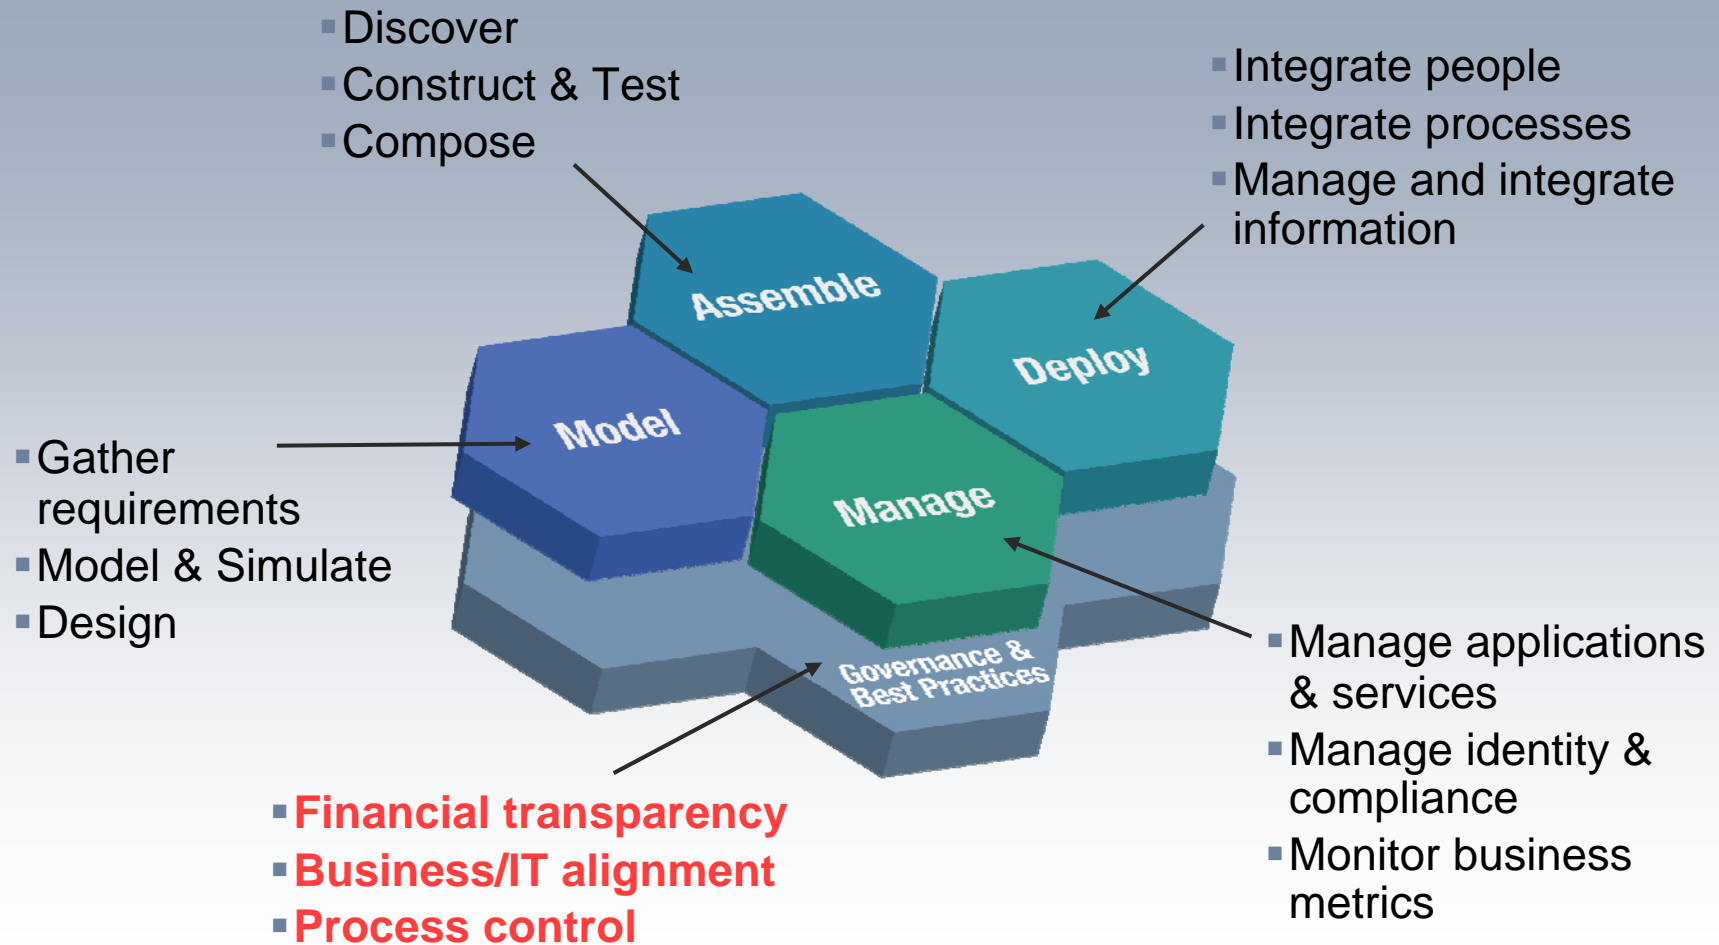 ▪Discover
▪Construct & Test
▪Compose
▪Integrate people
▪Integrate processes
▪Manage and integrate
information
Assemble
Deploy
Model
Manage
▪Gather
requirements
▪Model & Simulate
▪Design
Governance &
Best Practices
▪Manage applications
& services
▪Manage identity &
compliance
▪Monitor business
metrics
▪Financial transparency
▪Business/IT alignment
▪Process control